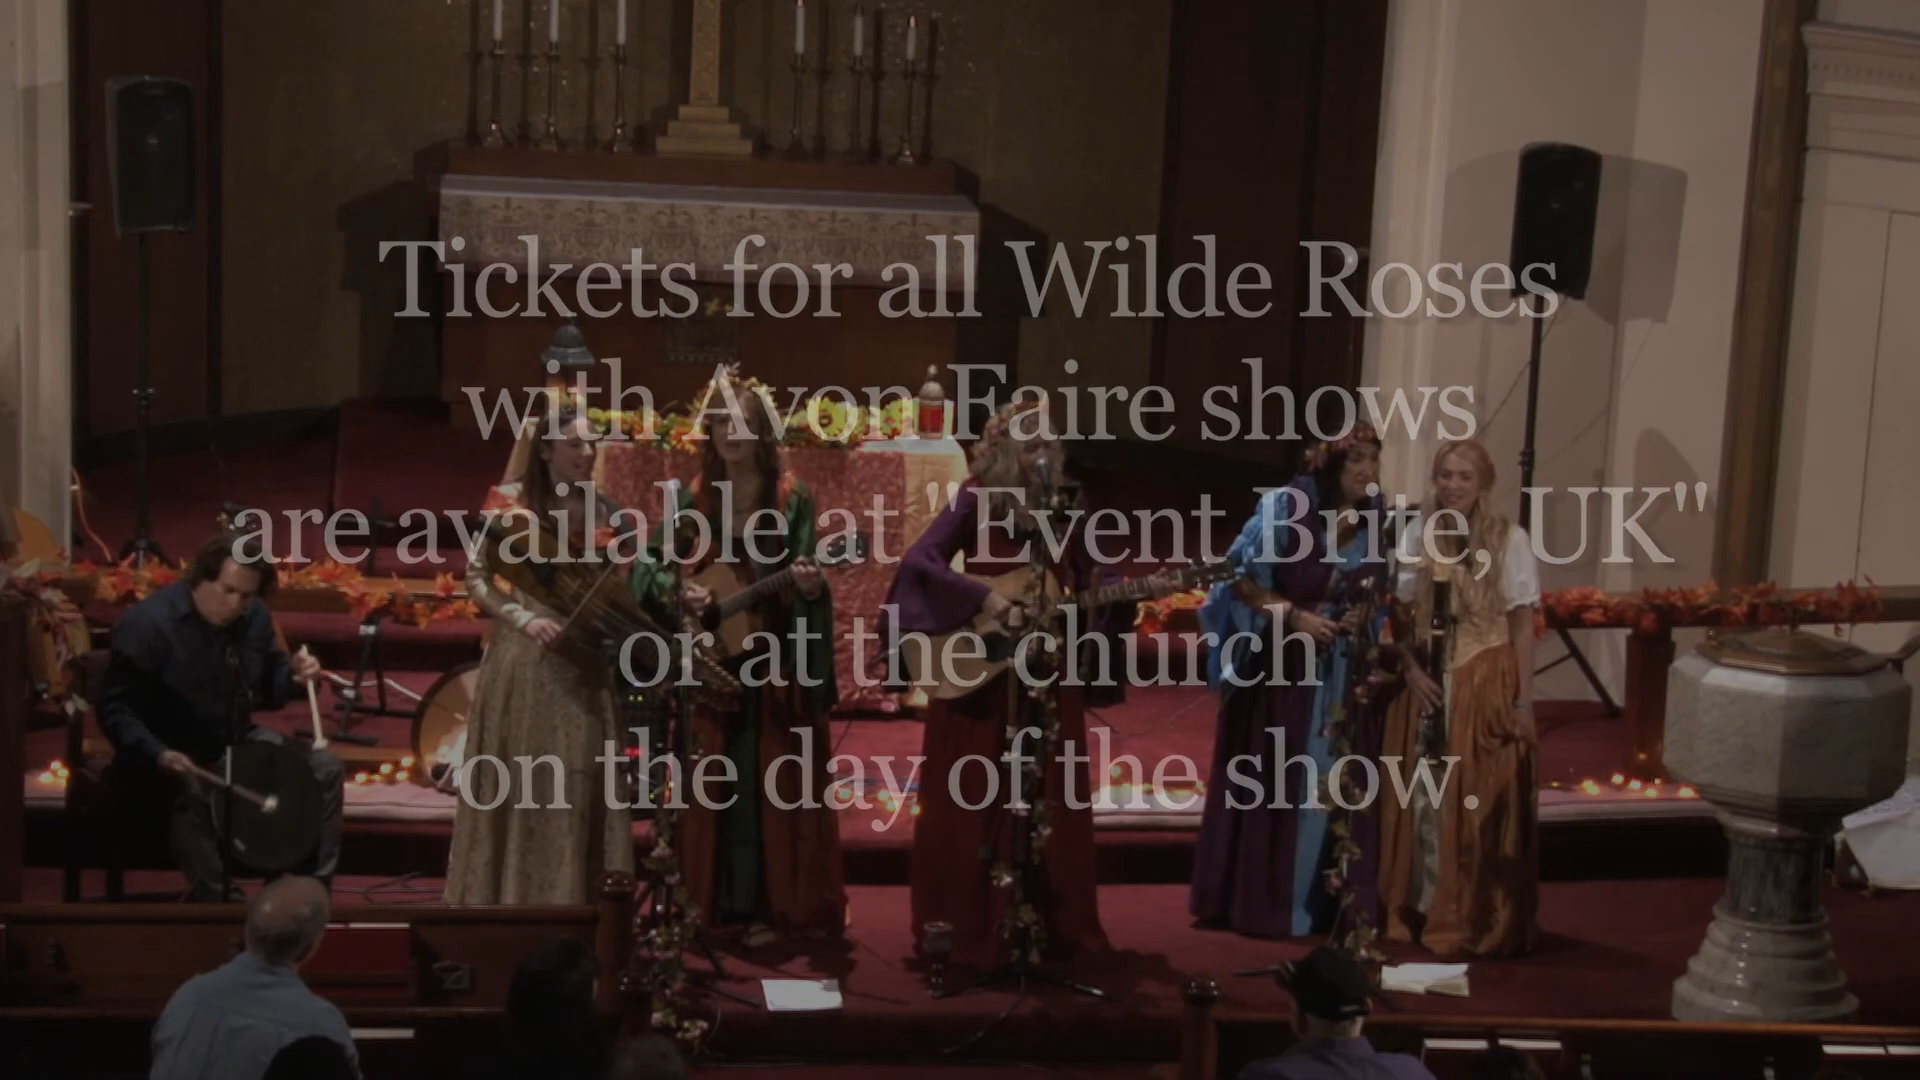 Tickets for all Wilde Roses
with Avon Faire shows
are available at "Event Brite, UK"
or at the church
on the day of the show.